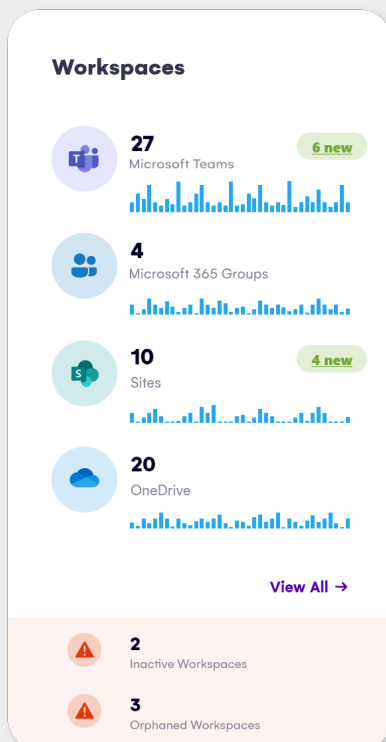 Workspaces
27
6 new
Microsoft Teams
4
Microsoft 365 Groups
10
4 new
Sites
20
OneDrive
View All →
2
Inactive Workspaces
3
Orphaned Workspaces